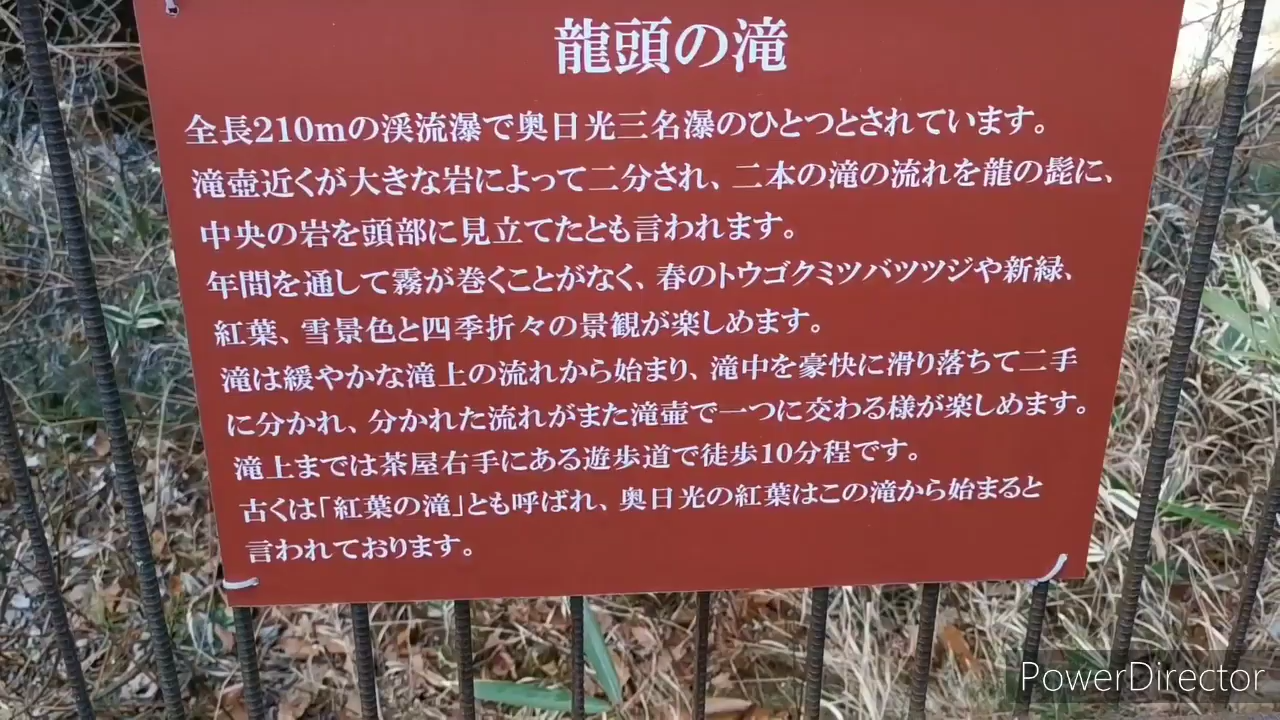 龍頭の滝
全長210mの渓流瀑で奥日光三名瀑のひとつとされています。
滝壺近くが大きな岩によって二分され、二本の滝の流れを龍の髭に、
中央の岩を頭部に見立てたとも言われます。
年間を通して霧が巻くことがなく、春のトウゴクミツバツツジや新緑、
紅葉、雪景色と四季折々の景観が楽しめます。
滝は緩やかな滝上の流れから始まり、滝中を豪快に滑り落ちて二手
に分かれ、分かれた流れがまた滝壷で一つに交わる様が楽しめます。
滝上までは茶屋右手にある遊歩道で徒歩10分程です。
古くは「紅葉の滝」とも呼ばれ、奥日光の紅葉はこの滝から始まると
言われております。
PowerDirector